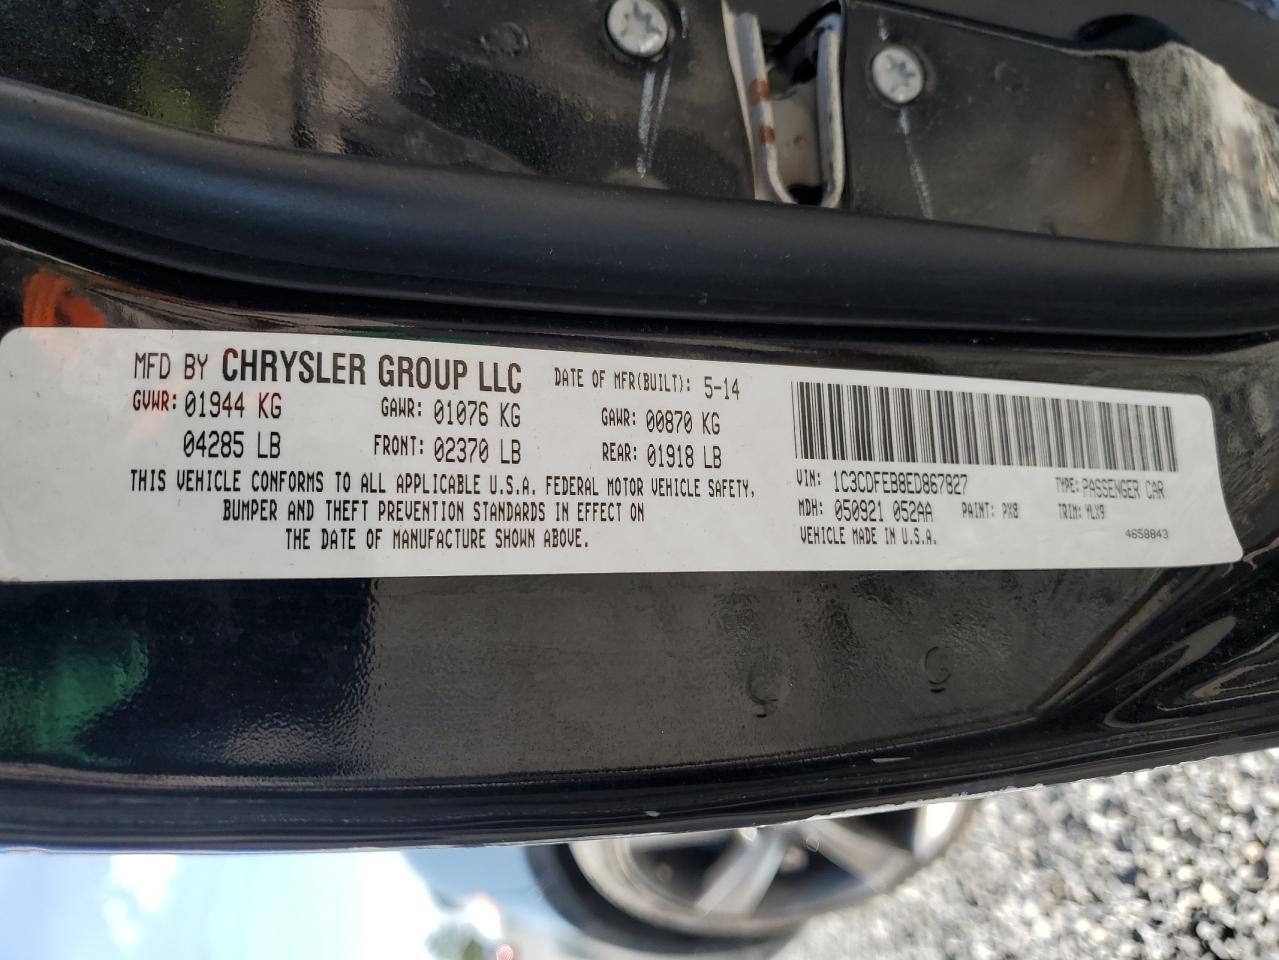 MFD BY CHRYSLER GROUP LLC DATE OF MFR(BUILT): 5-14
GVWR: 01944 KG GAWR: 01076 KG GAWR: 00870 KG
04285 LB FRONT: 02370 LB REAR: 01918 LB
THIS VEHICLE CONFORMS TO ALL APPLICABLE U.S.A. FEDERAL MOTOR VEHICLE SAFETY,
BUMPER AND THEFT PREVENTION STANDARDS IN EFFECT ON
THE DATE OF MANUFACTURE SHOWN ABOVE.
VIN: 1C3CDFEB8ED867827 TYPE: PASSENGER CAR
MDH: 050921 052AA PAINT: PX8 TRIM: YLX9
VEHICLE MADE IN U.S.A. 4658843